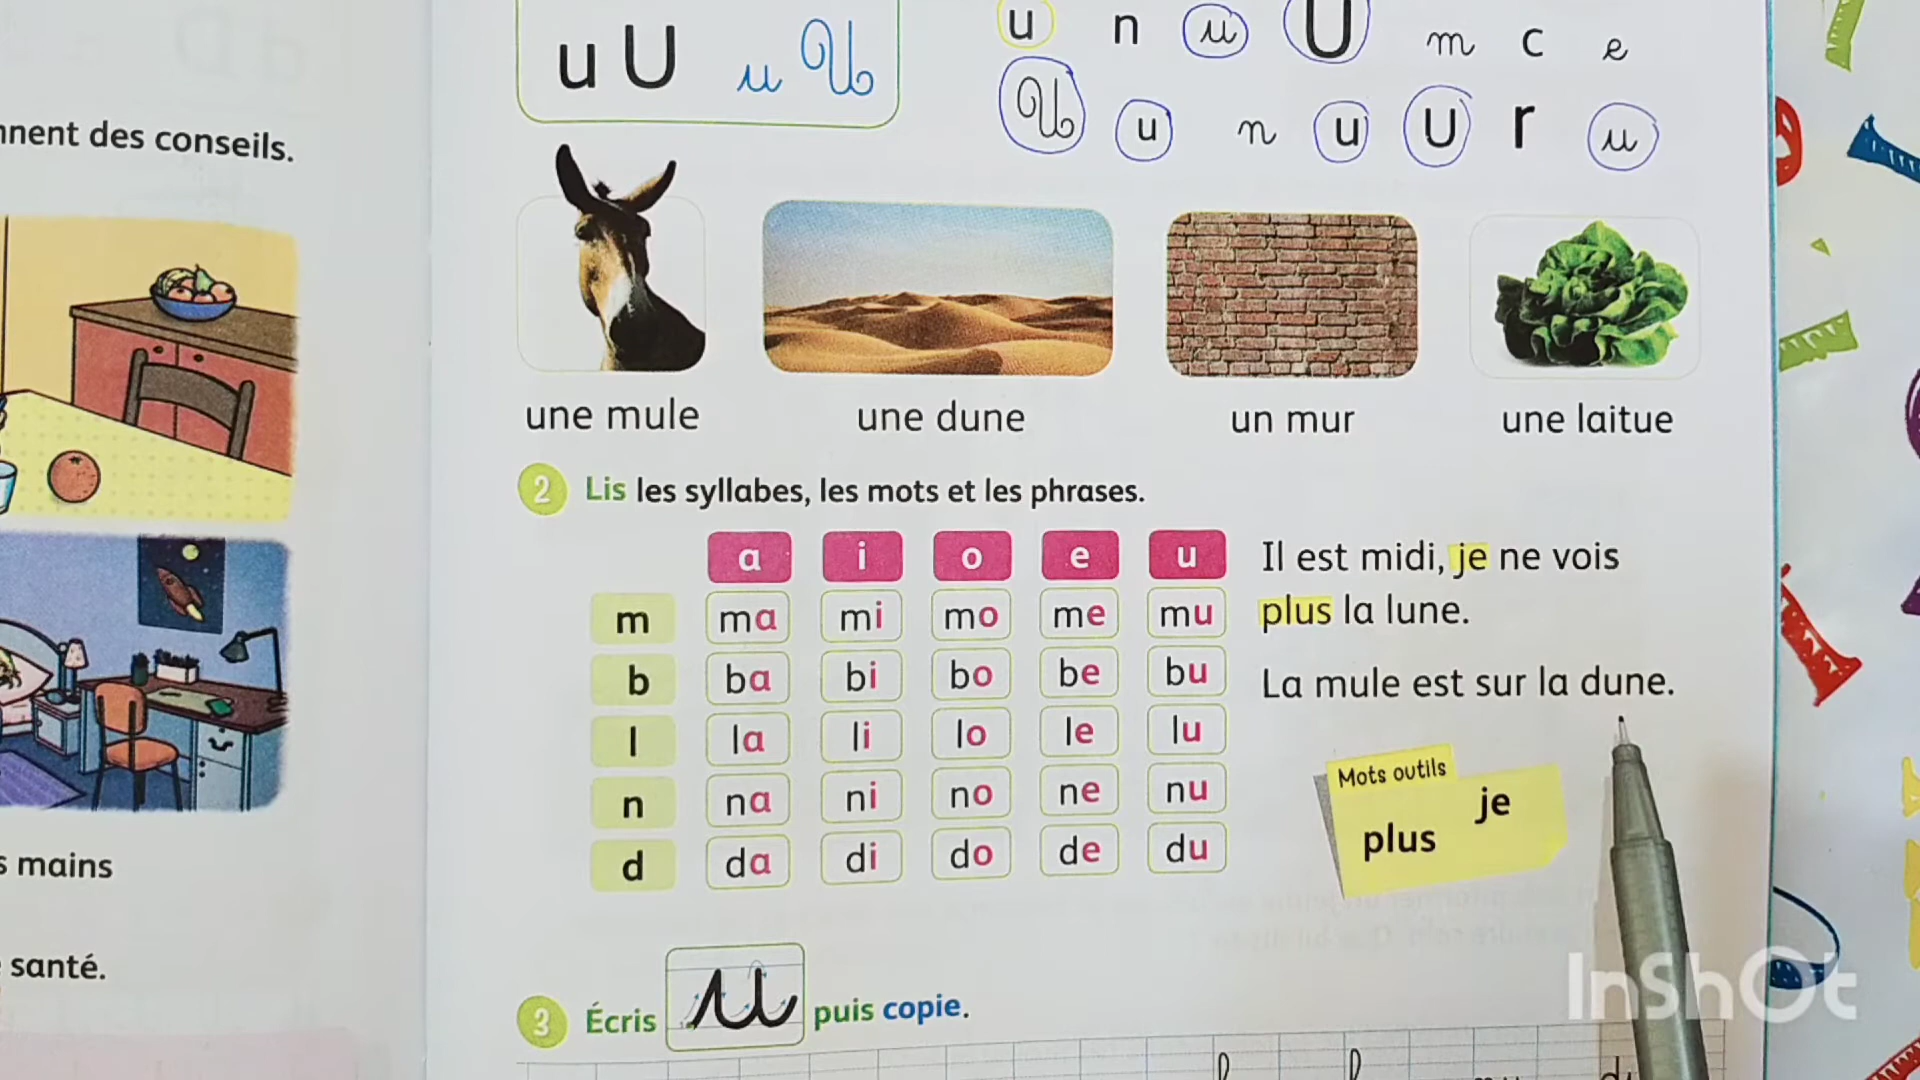 nnent des conseils.
s mains
santé.
u U u U
u n u U m c e
U u n u U r u
une mule
une dune
un mur
une laitue
2 Lis les syllabes, les mots et les phrases.
a i o e u
m ma mi mo me mu
b ba bi bo be bu
l la li lo le lu
n na ni no ne nu
d da di do de du
Il est midi, je ne vois
plus la lune.
La mule est sur la dune.
Mots outils
je
plus
3 Écris u puis copie.
InShOt